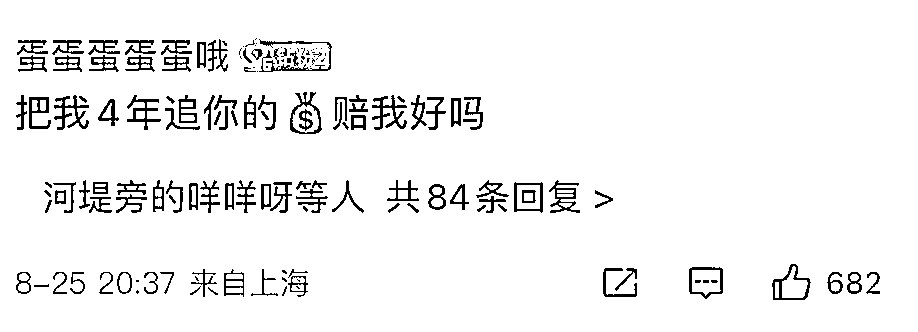 蛋蛋蛋蛋蛋哦
把我4年追你的💰赔我好吗
河堤旁的咩咩呀等人 共84条回复 >
8-25 20:37 来自上海 682